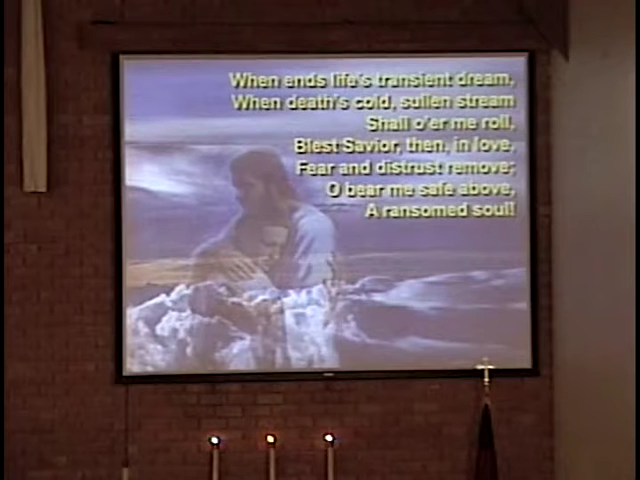 When ends life's transient dream,
When death's cold, sullen stream
Shall o'er me roll,
Blest Savior, then, in love,
Fear and distrust remove;
O bear me safe above,
A ransomed soul!